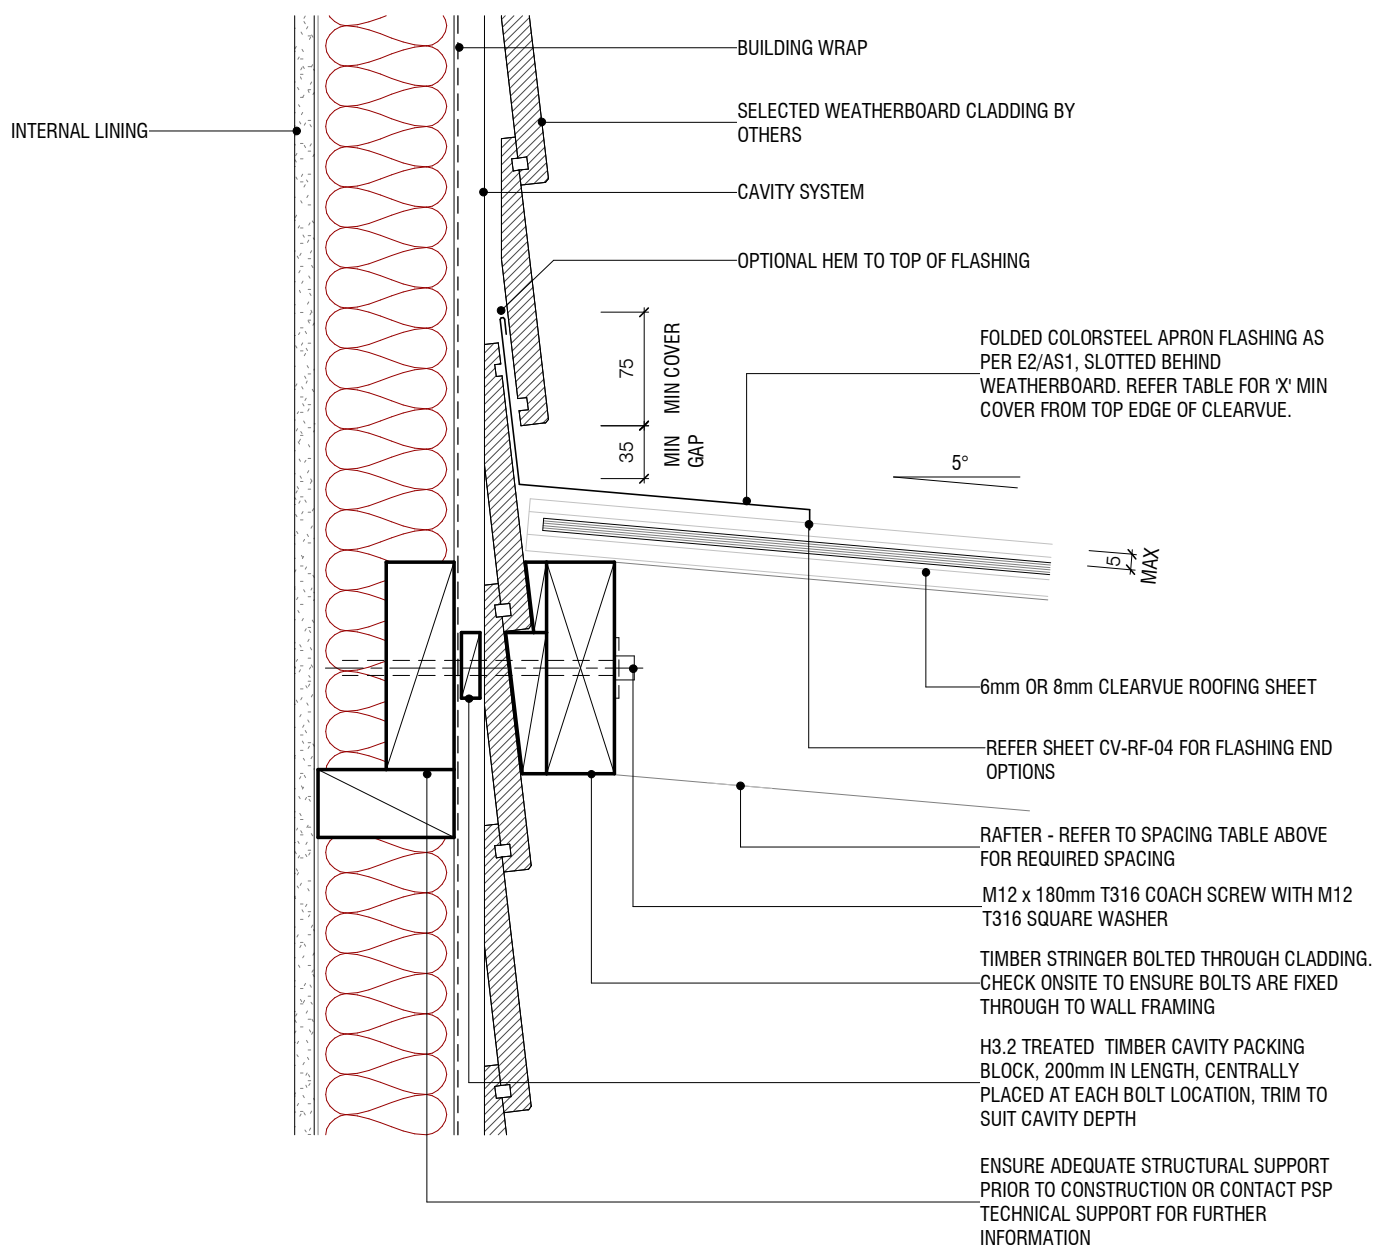 BUILDING WRAP
SELECTED WEATHERBOARD CLADDING BY
OTHERS
INTERNAL LINING
CAVITY SYSTEM
OPTIONAL HEM TO TOP OF FLASHING
75
MIN COVER
35
MIN
GAP
FOLDED COLORSTEEL APRON FLASHING AS
PER E2/AS1, SLOTTED BEHIND
WEATHERBOARD. REFER TABLE FOR 'X' MIN
COVER FROM TOP EDGE OF CLEARVUE.
5°
5
MAX
6mm OR 8mm CLEARVUE ROOFING SHEET
REFER SHEET CV-RF-04 FOR FLASHING END
OPTIONS
RAFTER - REFER TO SPACING TABLE ABOVE
FOR REQUIRED SPACING
M12 x 180mm T316 COACH SCREW WITH M12
T316 SQUARE WASHER
TIMBER STRINGER BOLTED THROUGH CLADDING.
CHECK ONSITE TO ENSURE BOLTS ARE FIXED
THROUGH TO WALL FRAMING
H3.2 TREATED TIMBER CAVITY PACKING
BLOCK, 200mm IN LENGTH, CENTRALLY
PLACED AT EACH BOLT LOCATION, TRIM TO
SUIT CAVITY DEPTH
ENSURE ADEQUATE STRUCTURAL SUPPORT
PRIOR TO CONSTRUCTION OR CONTACT PSP
TECHNICAL SUPPORT FOR FURTHER
INFORMATION